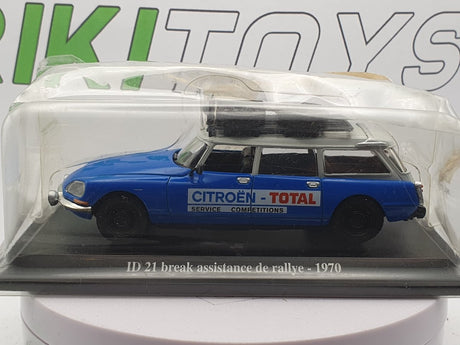 RIKITOYS
CITROËN - TOTAL
SERVICE COMPETITIONS
ID 21 break assistance de rallye - 1970